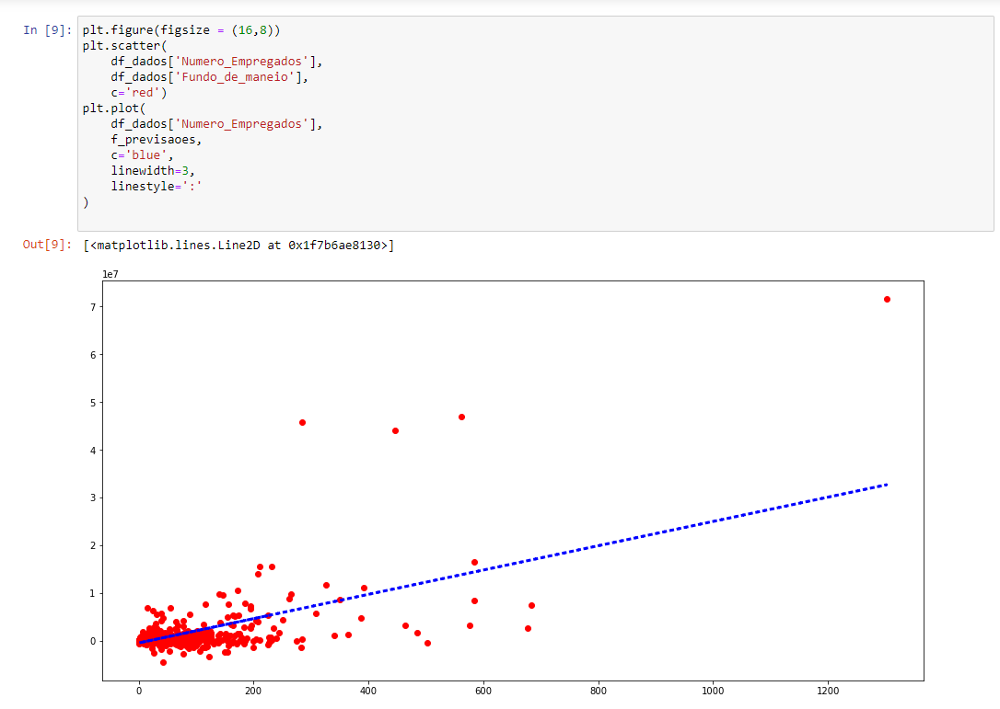 In [9]: plt.figure(figsize = (16,8))
plt.scatter(
    df_dados['Numero_Empregados'],
    df_dados['Fundo_de_maneio'],
    c='red')
plt.plot(
    df_dados['Numero_Empregados'],
    f_previsaoes,
    c='blue',
    linewidth=3,
    linestyle=':'
)
Out[9]: [<matplotlib.lines.Line2D at 0x1f7b6ae8130>]
1e7
7
6
5
4
3
2
1
0
0 200 400 600 800 1000 1200